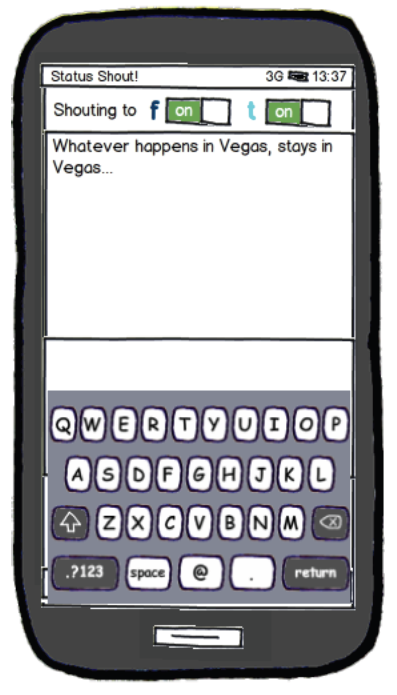 Status Shout! 3G 13:37
Shouting to f on t on
Whatever happens in Vegas, stays in
Vegas...
Q W E R T Y U I O P
A S D F G H J K L
Z X C V B N M
.?123 space @ . return